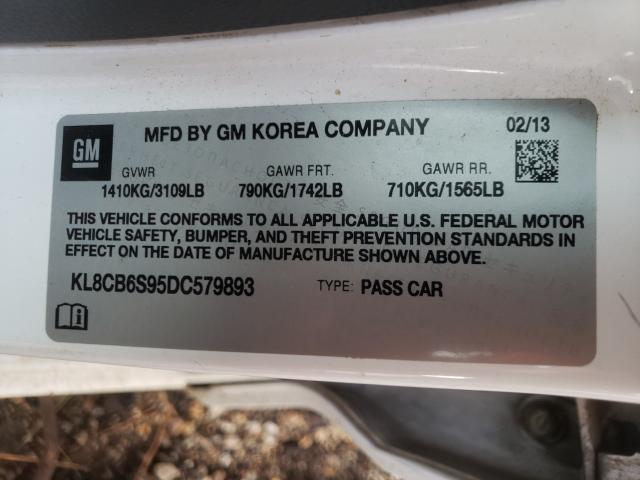 GM
MFD BY GM KOREA COMPANY
02/13
GVWR
GAWR FRT.
GAWR RR.
1410KG/3109LB
790KG/1742LB
710KG/1565LB
THIS VEHICLE CONFORMS TO ALL APPLICABLE U.S. FEDERAL MOTOR
VEHICLE SAFETY, BUMPER, AND THEFT PREVENTION STANDARDS IN
EFFECT ON THE DATE OF MANUFACTURE SHOWN ABOVE.
KL8CB6S95DC579893
TYPE: PASS CAR